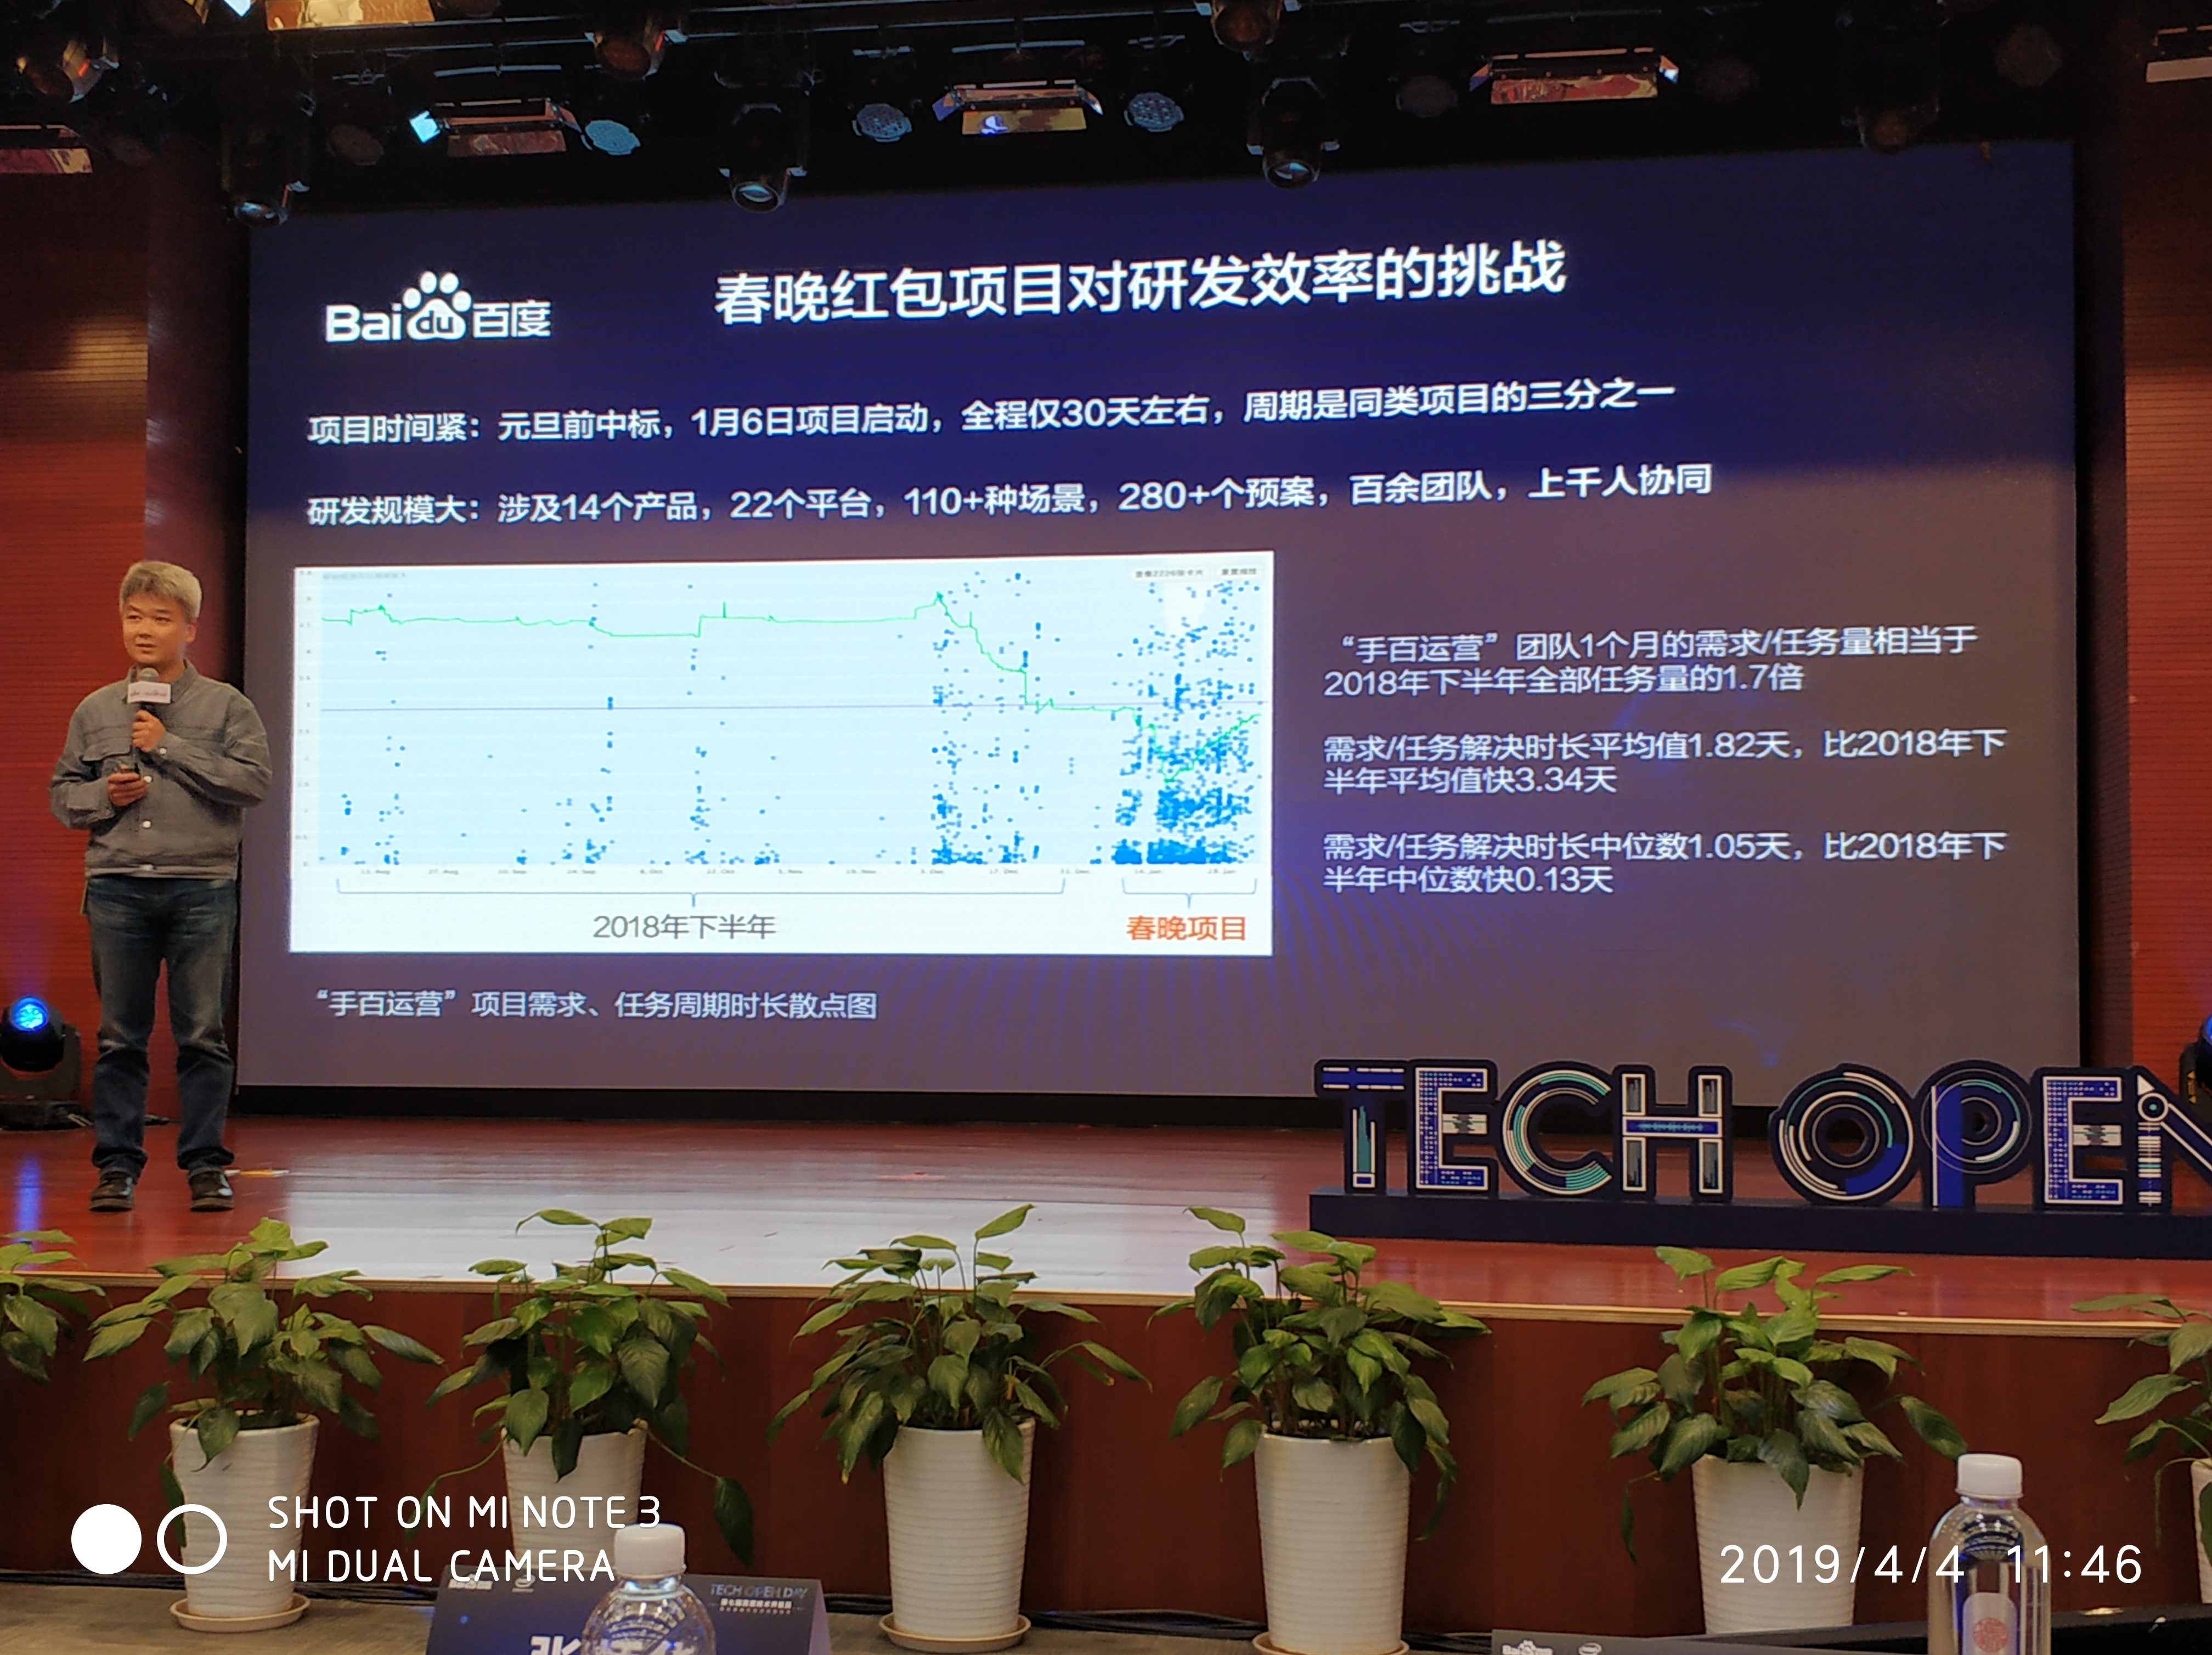 Baidu百度
春晚红包项目对研发效率的挑战
项目时间紧：元旦前中标，1月6日项目启动，全程仅30天左右，周期是同类项目的三分之一
研发规模大：涉及14个产品，22个平台，110+种场景，280+个预案，百余团队，上千人协同
2018年下半年
春晚项目
“手百运营”项目需求、任务周期时长散点图
“手百运营”团队1个月的需求/任务量相当于
2018年下半年全部任务量的1.7倍
需求/任务解决时长平均值1.82天，比2018年下
半年平均值快3.34天
需求/任务解决时长中位数1.05天，比2018年下
半年中位数快0.13天
TECH OPEN
SHOT ON MI NOTE 3
MI DUAL CAMERA
TECH OPEN DAY
2019/4/4 11:46